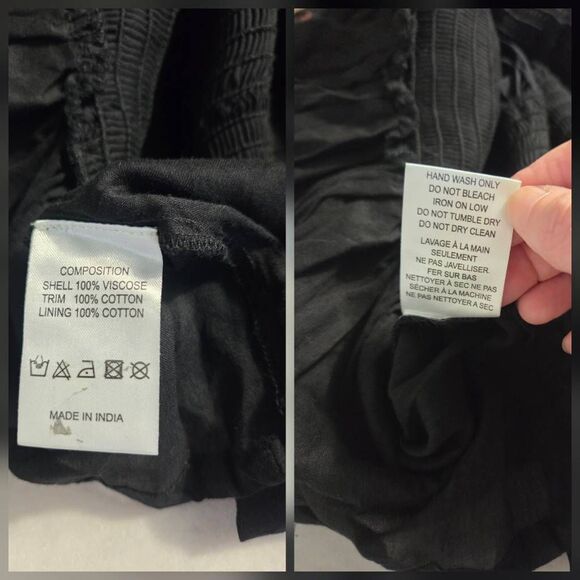 COMPOSITION
SHELL 100% VISCOSE
TRIM 100% COTTON
LINING 100% COTTON
MADE IN INDIA
HAND WASH ONLY
DO NOT BLEACH
IRON ON LOW
DO NOT TUMBLE DRY
DO NOT DRY CLEAN
LAVAGE À LA MAIN
SEULEMENT
NE PAS JAVELLISER.
FER SUR BAS
NETTOYER À SEC NE PAS
SÉCHER À LA MACHINE
NE PAS NETTOYER A SEC